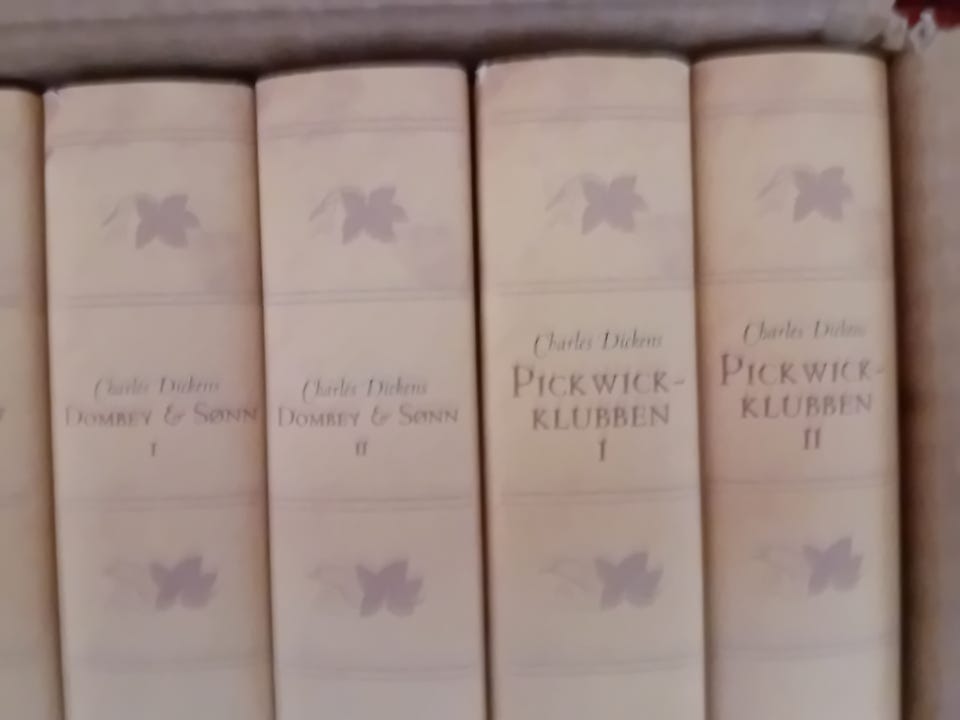 Charles Dickens
DOMBEY & SØNN
I
Charles Dickens
DOMBEY & SØNN
II
Charles Dickens
PICKWICK-
KLUBBEN
I
Charles Dickens
PICKWICK-
KLUBBEN
II